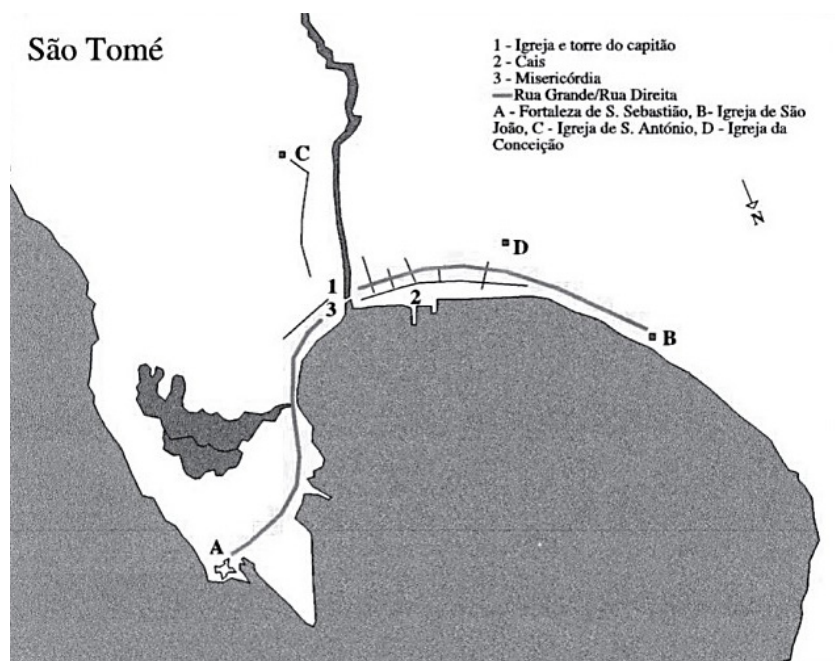 São Tomé
1 - Igreja e torre do capitão
2 - Cais
3 - Misericórdia
Rua Grande/Rua Direita
A - Fortaleza de S. Sebastião, B- Igreja de São
João, C - Igreja de S. António, D - Igreja da
Conceição
C
N
D
1
2
3
B
A